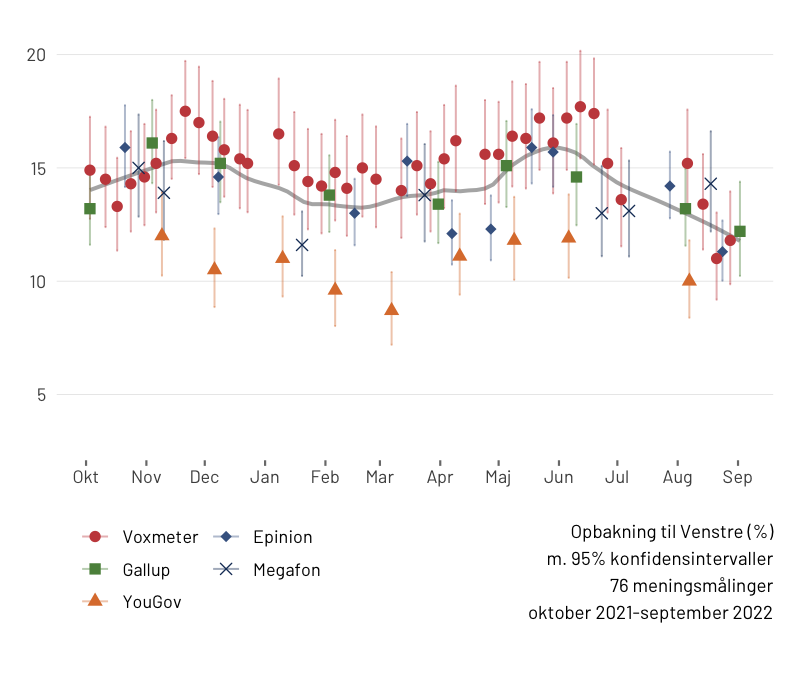 20
15
10
5
Okt Nov Dec Jan Feb Mar Apr Maj Jun Jul Aug Sep
Voxmeter Epinion
Gallup Megafon
YouGov
Opbakning til Venstre (%)
m. 95% konfidensintervaller
76 meningsmålinger
oktober 2021-september 2022